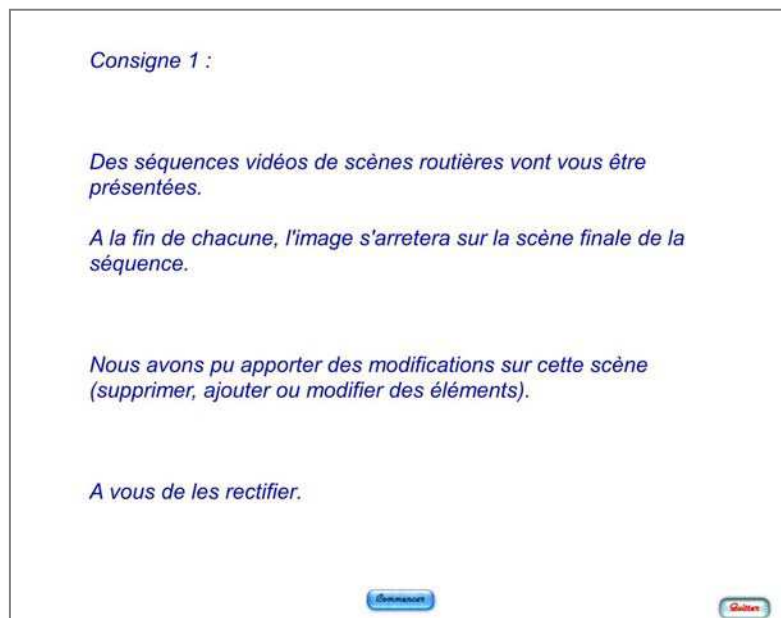 Consigne 1 :
Des séquences vidéos de scènes routières vont vous être
présentées.
A la fin de chacune, l'image s'arretera sur la scène finale de la
séquence.
Nous avons pu apporter des modifications sur cette scène
(supprimer, ajouter ou modifier des éléments).
A vous de les rectifier.
Commencer
Quitter